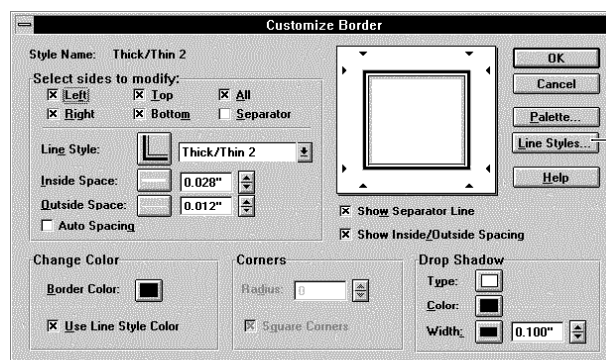 Customize Border
Style Name: Thick/Thin 2
Select sides to modify:
Left Top All
Right Bottom Separator
Line Style: Thick/Thin 2
Inside Space: 0.028"
Outside Space: 0.012"
Auto Spacing
OK
Cancel
Palette...
Line Styles...
Help
Show Separator Line
Show Inside/Outside Spacing
Change Color
Border Color:
Use Line Style Color
Corners
Radius: 0
Square Corners
Drop Shadow
Type:
Color:
Width: 0.100"